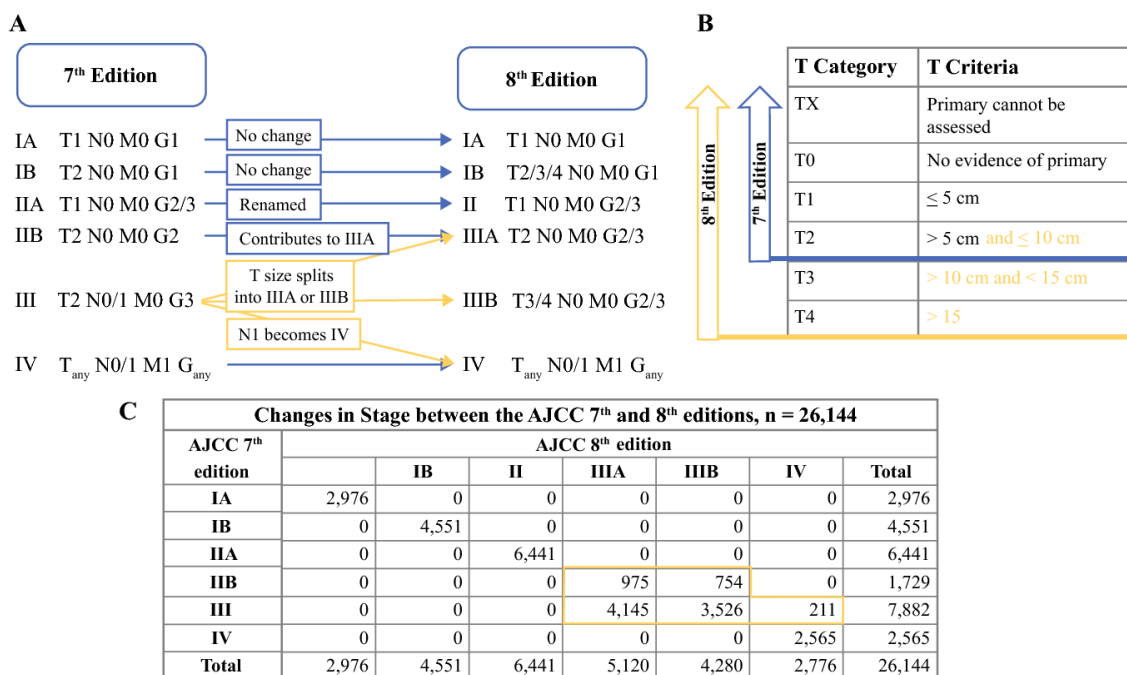 A
7th Edition
8th Edition
IA T1 N0 M0 G1
No change
IA T1 N0 M0 G1
IB T2 N0 M0 G1
No change
IB T2/3/4 N0 M0 G1
IIA T1 N0 M0 G2/3
Renamed
II T1 N0 M0 G2/3
IIB T2 N0 M0 G2
Contributes to IIIA
IIIA T2 N0 M0 G2/3
III T2 N0/1 M0 G3
T size splits
into IIIA or IIIB
IIIB T3/4 N0 M0 G2/3
N1 becomes IV
IV Tany N0/1 M1 Gany
IV Tany N0/1 M1 Gany
B
8th Edition
7th Edition
T Category T Criteria
TX Primary cannot be
assessed
T0 No evidence of primary
T1 ≤ 5 cm
T2 > 5 cm and ≤ 10 cm
T3 > 10 cm and < 15 cm
T4 > 15
C
Changes in Stage between the AJCC 7th and 8th editions, n = 26,144
AJCC 7th
edition
AJCC 8th edition
IB II IIIA IIIB IV Total
IA 2,976 0 0 0 0 0 2,976
IB 0 4,551 0 0 0 0 4,551
IIA 0 0 6,441 0 0 0 6,441
IIB 0 0 0 975 754 0 1,729
III 0 0 0 4,145 3,526 211 7,882
IV 0 0 0 0 0 2,565 2,565
Total 2,976 4,551 6,441 5,120 4,280 2,776 26,144